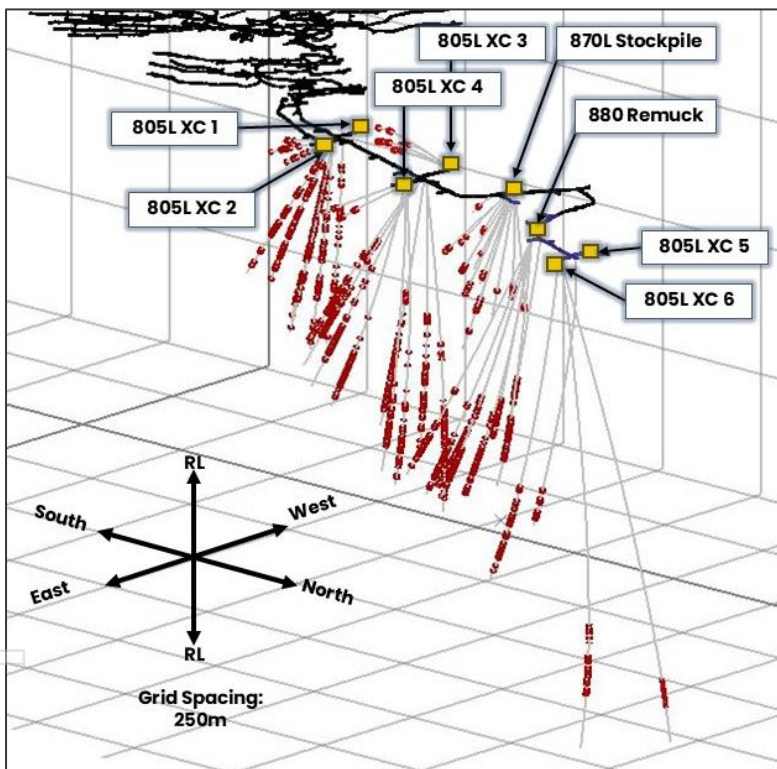 805L XC 3
870L Stockpile
805L XC 4
880 Remuck
805L XC 1
805L XC 2
805L XC 5
805L XC 6
RL
South
West
East
North
RL
Grid Spacing:
250m